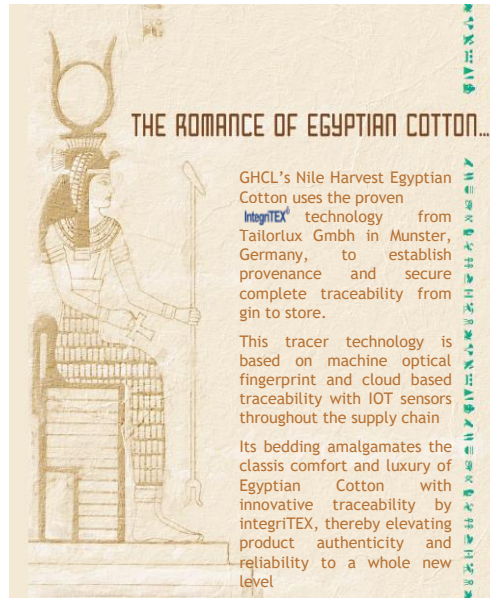 THE ROMANCE OF EGYPTIAN COTTON...
GHCL's Nile Harvest Egyptian
Cotton uses the proven
IntegriTEX® technology from
Tailorlux Gmbh in Munster,
Germany, to establish
provenance and secure
complete traceability from
gin to store.
This tracer technology is
based on machine optical
fingerprint and cloud based
traceability with IOT sensors
throughout the supply chain
Its bedding amalgamates the
classis comfort and luxury of
Egyptian Cotton with
innovative traceability by
integriTEX, thereby elevating
product authenticity and
reliability to a whole new
level